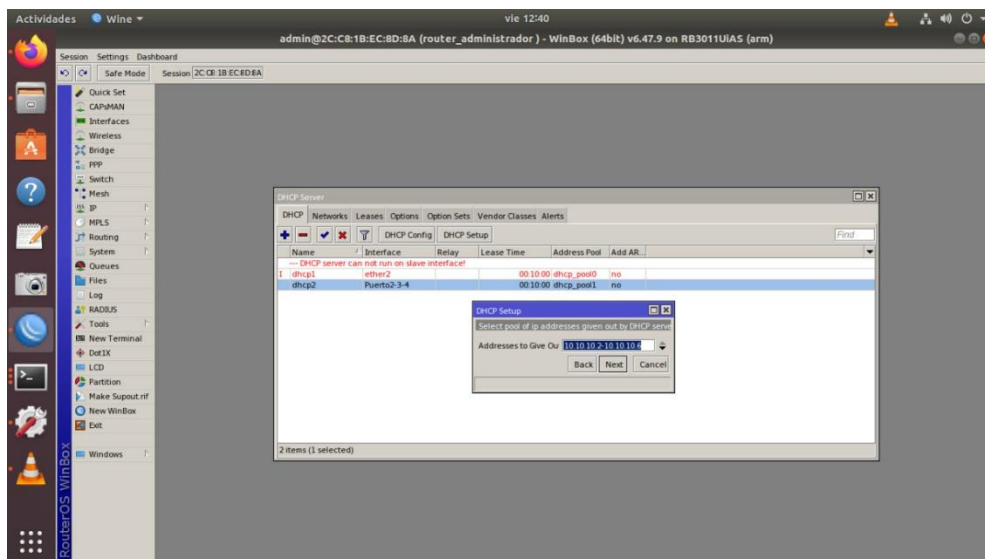 Actividades Wine vie 12:40
admin@2C:C8:1B:EC:8D:8A (router_administrador ) - WinBox (64bit) v6.47.9 on RB3011UiAS (arm)
Session Settings Dashboard
Safe Mode Session 2C:C8:1B:EC:8D:8A
Quick Set
CAPsMAN
Interfaces
Wireless
Bridge
PPP
Switch
Mesh
IP
MPLS
Routing
System
Queues
Files
Log
RADIUS
Tools
New Terminal
Dot1X
LCD
Partition
Make Supout.rif
New WinBox
Exit
Windows
RouterOS WinBox
DHCP Server
DHCP Networks Leases Options Option Sets Vendor Classes Alerts
DHCP Config DHCP Setup Find
Name Interface Relay Lease Time Address Pool Add AR...
--- DHCP server can not run on slave interface!
I dhcp1 ether2 00:10:00 dhcp_pool0 no
dhcp2 Puerto2-3-4 00:10:00 dhcp_pool1 no
DHCP Setup
Select pool of ip addresses given out by DHCP serve
Addresses to Give Ou 10.10.10.2-10.10.10.6
Back Next Cancel
2 items (1 selected)